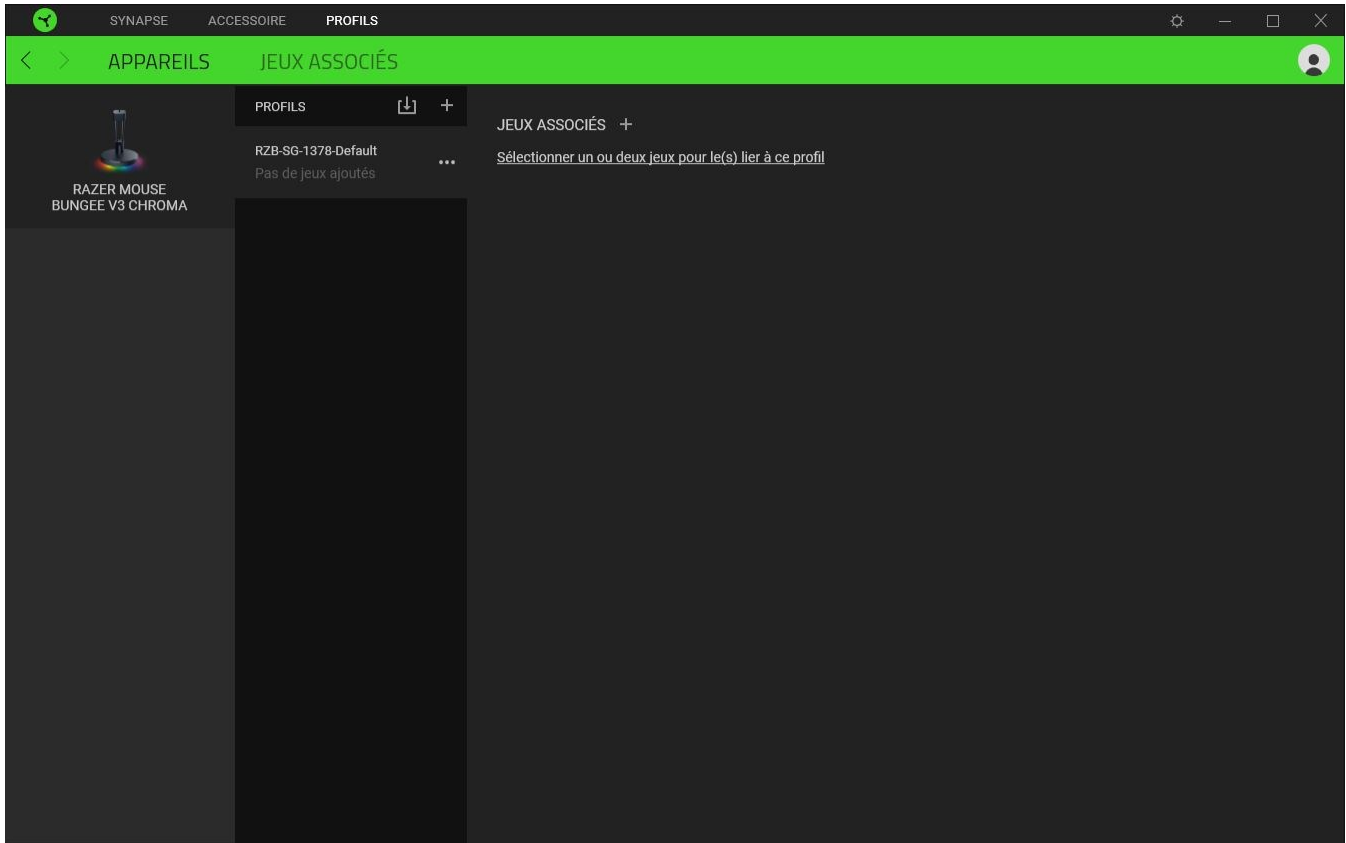 SYNAPSE ACCESSOIRE PROFILS
APPAREILS JEUX ASSOCIÉS
RAZER MOUSE
BUNGEE V3 CHROMA
PROFILS
RZB-SG-1378-Default
Pas de jeux ajoutés
JEUX ASSOCIÉS +
Sélectionner un ou deux jeux pour le(s) lier à ce profil